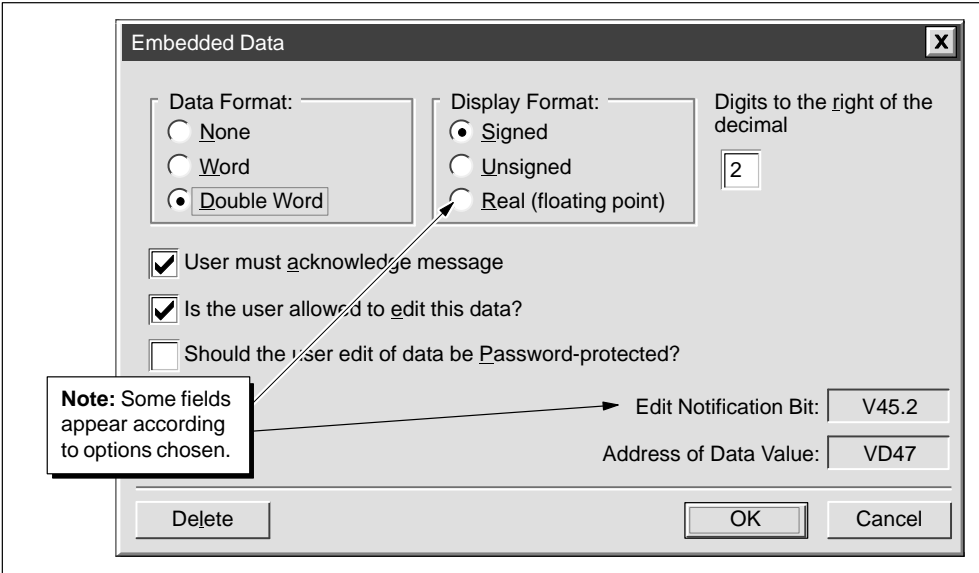 Embedded Data
X
Data Format:
None
Word
Double Word
Display Format:
Signed
Unsigned
Real (floating point)
Digits to the right of the
decimal
2
User must acknowledge message
Is the user allowed to edit this data?
Should the user edit of data be Password-protected?
Note: Some fields
appear according
to options chosen.
Edit Notification Bit:
V45.2
Address of Data Value:
VD47
Delete
OK
Cancel